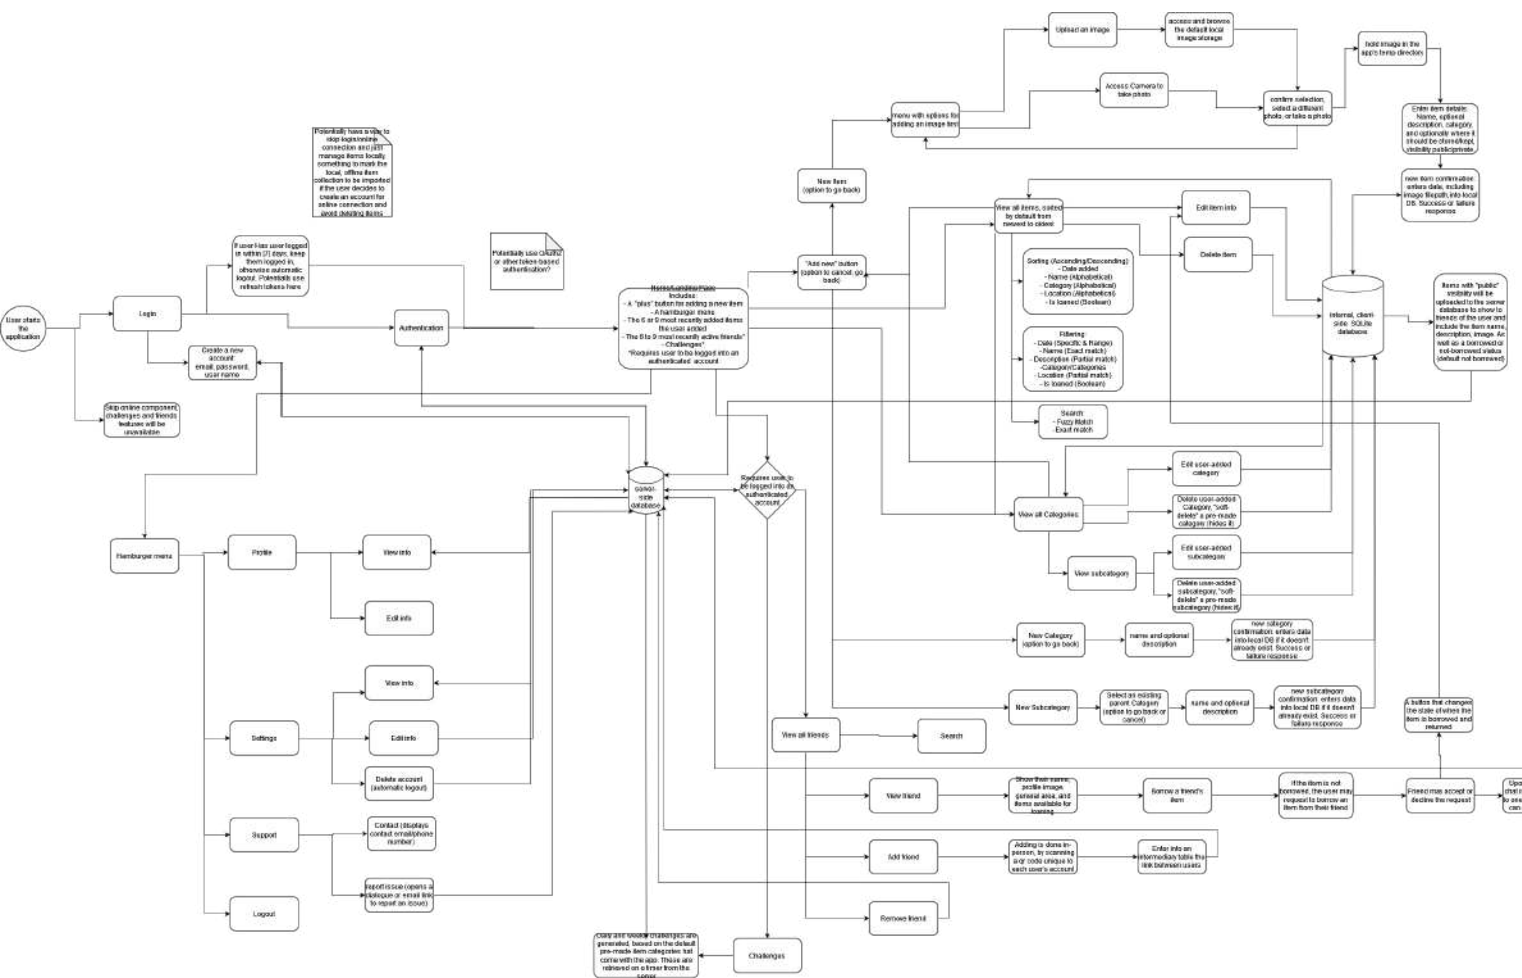 Upload an image
access and browse
the default local
image storage
hold image in the
app's temp directory
Access Camera to
take photo
confirm selection,
select a different
photo, or take a photo
menu with options for
adding an image first
Enter item details:
Name, optional
description, category,
and optionally where it
should be stored/kept,
visibility public/private
Potentially have a way to
skip login/online
connection and just
manage items locally,
something to mark the
local, offline item
collection to be imported
if the user decides to
create an account for
online connection and
avoid deleting items
New Item
(option to go back)
new item confirmation:
enters date, including
image filepath, into local
DB. Success or failure
response
View all items, sorted
by default from
newest to oldest
Edit item info
Delete item
If user has user logged
in within [7] days, keep
them logged in,
otherwise automatic
logout. Potentially use
refresh tokens here
Potentially use OAuth2
or other token-based
authentication?
"Add new" button
(option to cancel, go
back)
Sorting (Ascending/Descending)
- Date added
- Name (Alphabetical)
- Category (Alphabetical)
- Location (Alphabetical)
- Is loaned (Boolean)
User starts
the
application
Login
Authentication
Home/Landing Page
Includes:
- A "plus" button for adding a new item
- A hamburger menu
- The 6 or 9 most recently added items
the user added
- The 6 to 9 most recently active friends*
- Challenges*
*Requires user to be logged into an
authenticated account
Internal, client-
side SQLite
database
Items with "public"
visibility will be
uploaded to the server
database to show to
friends of the user and
include the item name,
description, image. As
well as a borrowed or
not-borrowed status
(default not borrowed)
Create a new
account:
email, password,
user name
Filtering
- Date (Specific & Range)
- Name (Exact match)
- Description (Partial match)
-Category/Categories
- Location (Partial match)
- Is loaned (Boolean)
Skip online component,
challenges and friends
features will be
unavailable
Search:
- Fuzzy Match
- Exact match
server-
side
database
Requires user to
be logged into an
authenticated
account
Edit user-added
category
View all Categories
Delete user-added
Category, "soft-
delete" a pre-made
category (hides it)
Hamburger menu
Profile
View info
Edit user-added
subcategory
View subcategory
Delete user-added
subcategory, "soft-
delete" a pre-made
subcategory (hides it)
Edit info
New Category
(option to go back)
name and optional
description
new category
confirmation: enters data
into local DB if it doesn't
already exist. Success or
failure response
View info
New Subcategory
Select an existing
parent Category
(option to go back or
cancel)
name and optional
description
new subcategory
confirmation: enters data
into local DB if it doesn't
already exist. Success or
failure response
A button that changes
the state of when the
item is borrowed and
returned
Settings
Edit info
View all friends
Search
Delete account
(automatic logout)
View friend
Show their name,
profile image,
general area, and
items available for
loaning
Borrow a friend's
item
If the item is not
borrowed, the user may
request to borrow an
item from their friend
Friend may accept or
decline the request
Support
Contact (displays
contact email/phone
number)
Add friend
Adding is done in-
person, by scanning
a qr code unique to
each user's account
Enter into an
intermediary table the
link between users
report issue (opens a
dialogue or email link
to report an issue)
Logout
Remove friend
Daily and weekly challenges are
generated, based on the default
pre-made item categories that
come with the app. These are
retrieved on a timer from the
server
Challenges